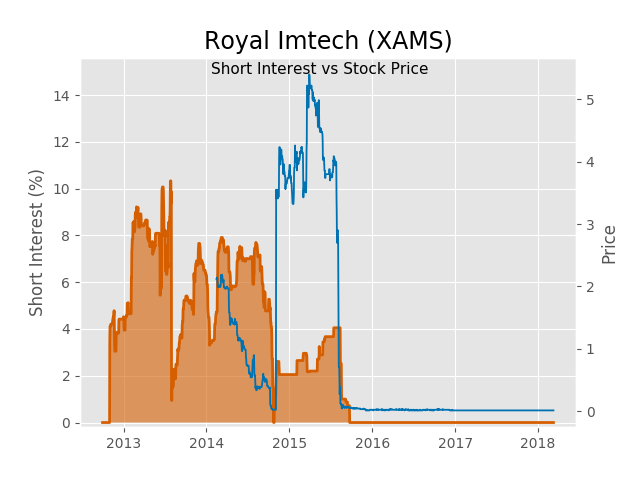 Royal Imtech (XAMS)
Short Interest vs Stock Price
Short Interest (%)
14
12
10
8
6
4
2
0
5
4
3
2
1
0
Price
2013 2014 2015 2016 2017 2018